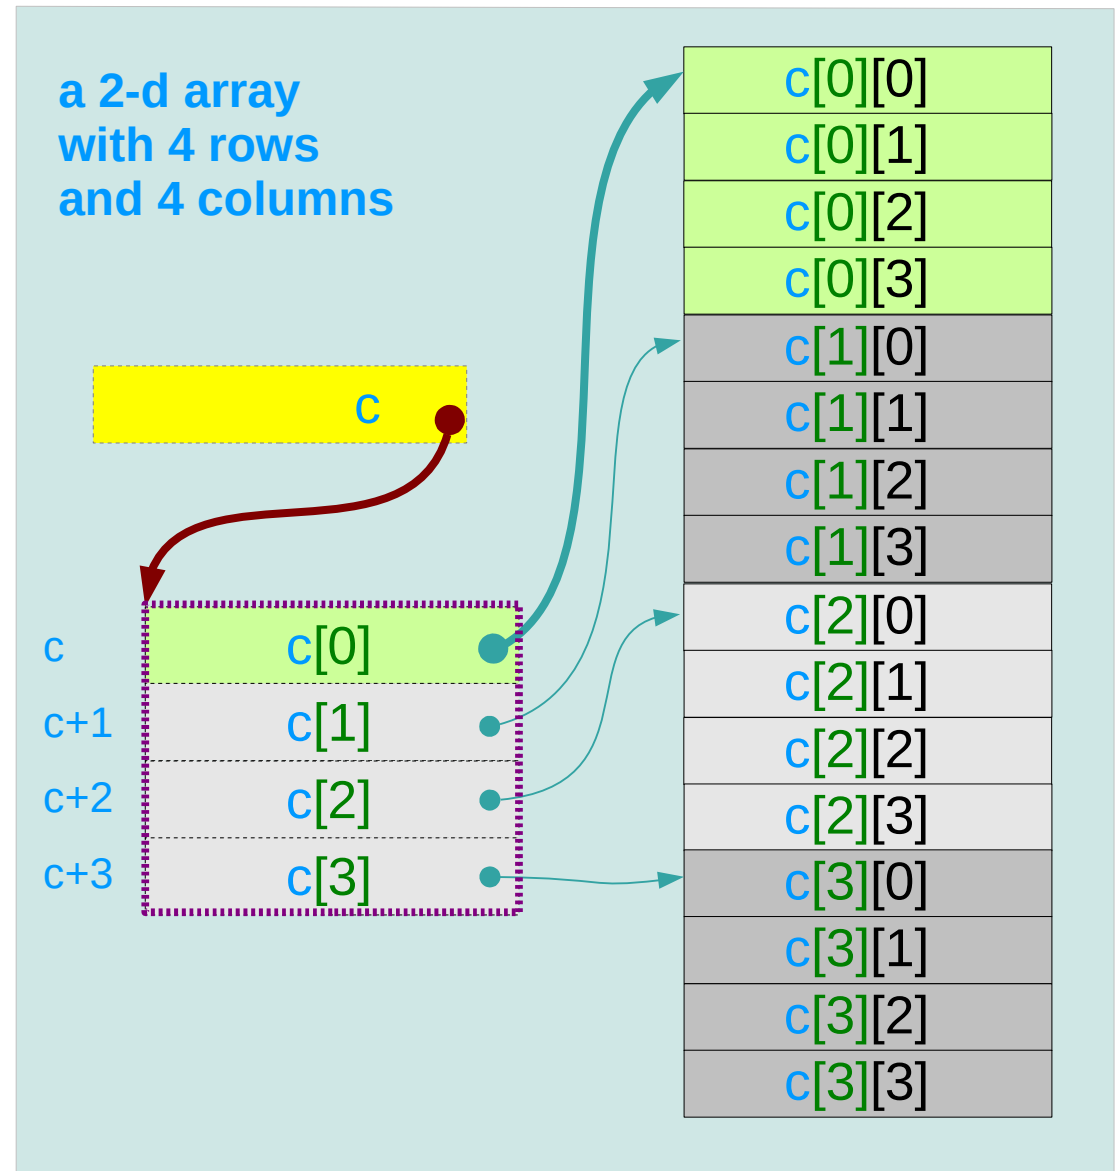 a 2-d array
with 4 rows
and 4 columns
c
c c[0]
c+1 c[1]
c+2 c[2]
c+3 c[3]
c[0][0]
c[0][1]
c[0][2]
c[0][3]
c[1][0]
c[1][1]
c[1][2]
c[1][3]
c[2][0]
c[2][1]
c[2][2]
c[2][3]
c[3][0]
c[3][1]
c[3][2]
c[3][3]